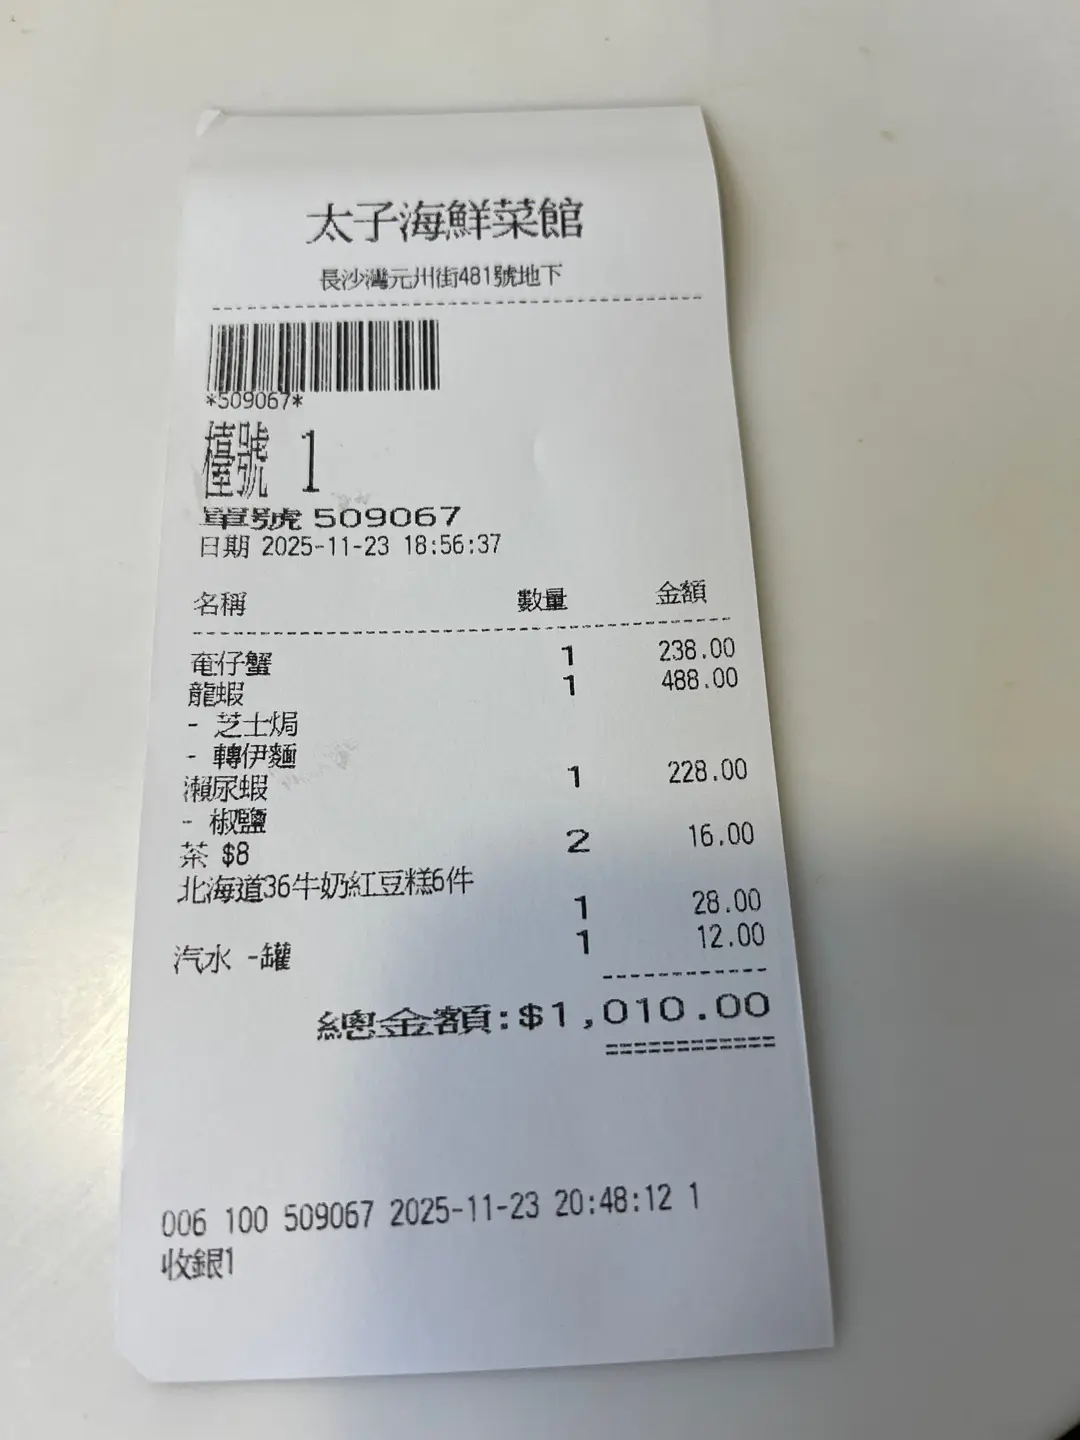 太子海鮮菜館
長沙灣元州街481號地下
*509067*
檯號 1
單號 509067
日期 2025-11-23 18:56:37
名稱 數量 金額
奄仔蟹 1 238.00
龍蝦 1 488.00
- 芝士焗
- 轉伊麵
瀨尿蝦 1 228.00
- 椒鹽
茶 $8 2 16.00
北海道36牛奶紅豆糕6件
1 28.00
汽水 -罐 1 12.00
總金額:$1,010.00
006 100 509067 2025-11-23 20:48:12 1
收銀1